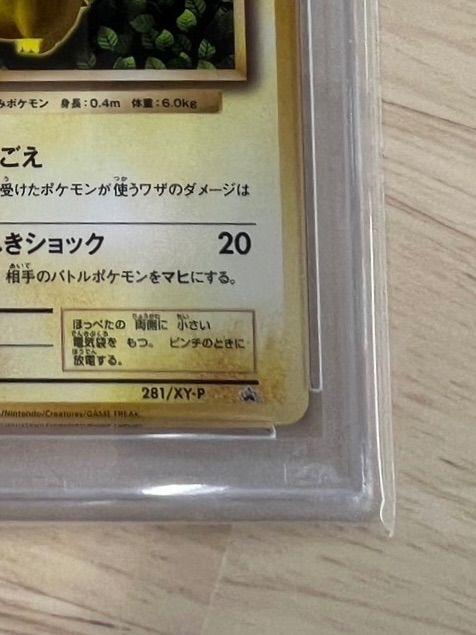 みポケモン 身長:0.4m 体重:6.0kg
ごえ
受けたポケモンが使うワザのダメージは
きショック 20
相手のバトルポケモンをマヒにする。
ほっぺたの 両側に 小さい
電気袋を もつ。 ピンチのときに
放電する。
281/XY-P
/Nintendo/Creatures/GAME FREAK.